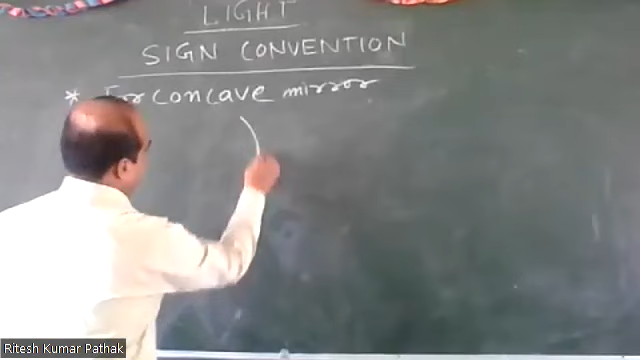 LIGHT
SIGN CONVENTION
* For concave mirror
Ritesh Kumar Pathak